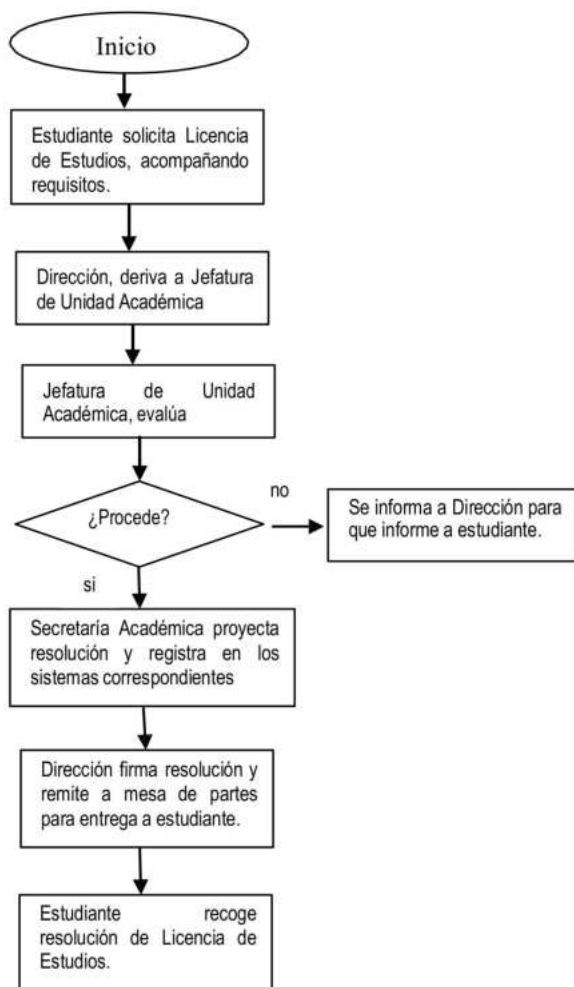 Inicio
Estudiante solicita Licencia
de Estudios, acompañando
requisitos.
Dirección, deriva a Jefatura
de Unidad Académica
Jefatura de Unidad
Académica, evalúa
¿Procede?
no
Se informa a Dirección para
que informe a estudiante.
si
Secretaría Académica proyecta
resolución y registra en los
sistemas correspondientes
Dirección firma resolución y
remite a mesa de partes
para entrega a estudiante.
Estudiante recoge
resolución de Licencia de
Estudios.